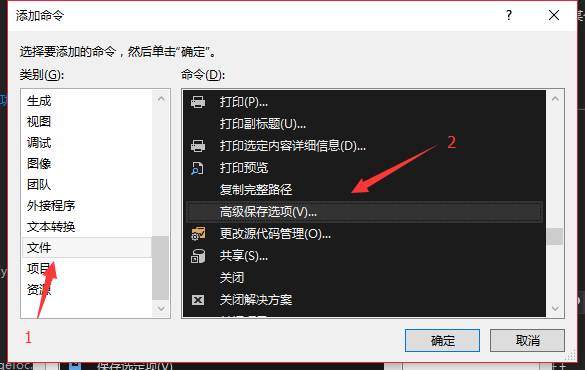 添加命令
选择要添加的命令，然后单击“确定”。
类别(G):
命令(D):
生成
视图
调试
图像
团队
外接程序
文本转换
文件
项目
资源
打印(P)...
打印副标题(U)...
打印选定内容详细信息(D)...
打印预览
复制完整路径
高级保存选项(V)...
更改源代码管理(O)...
共享(S)...
关闭
关闭解决方案
1
2
确定
取消
保存选定项(V)